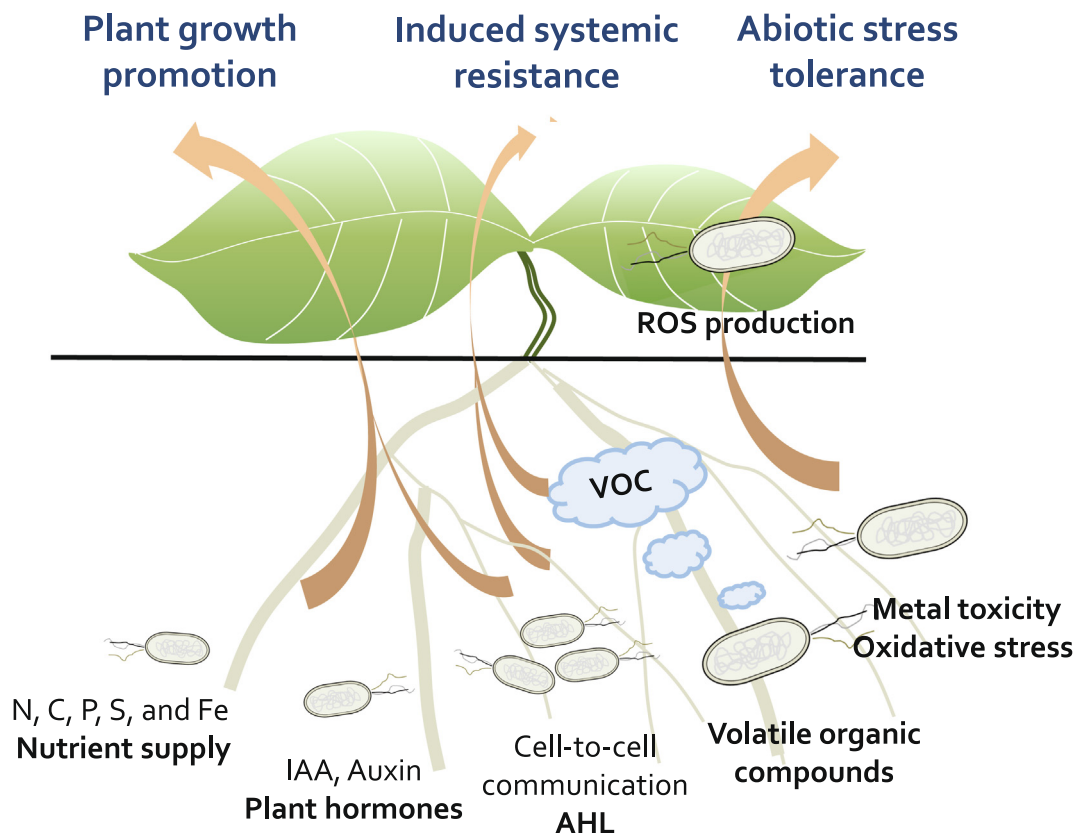 Plant growth
promotion
Induced systemic
resistance
Abiotic stress
tolerance
ROS production
VOC
Metal toxicity
Oxidative stress
N, C, P, S, and Fe
Nutrient supply
IAA, Auxin
Plant hormones
Cell-to-cell
communication
AHL
Volatile organic
compounds